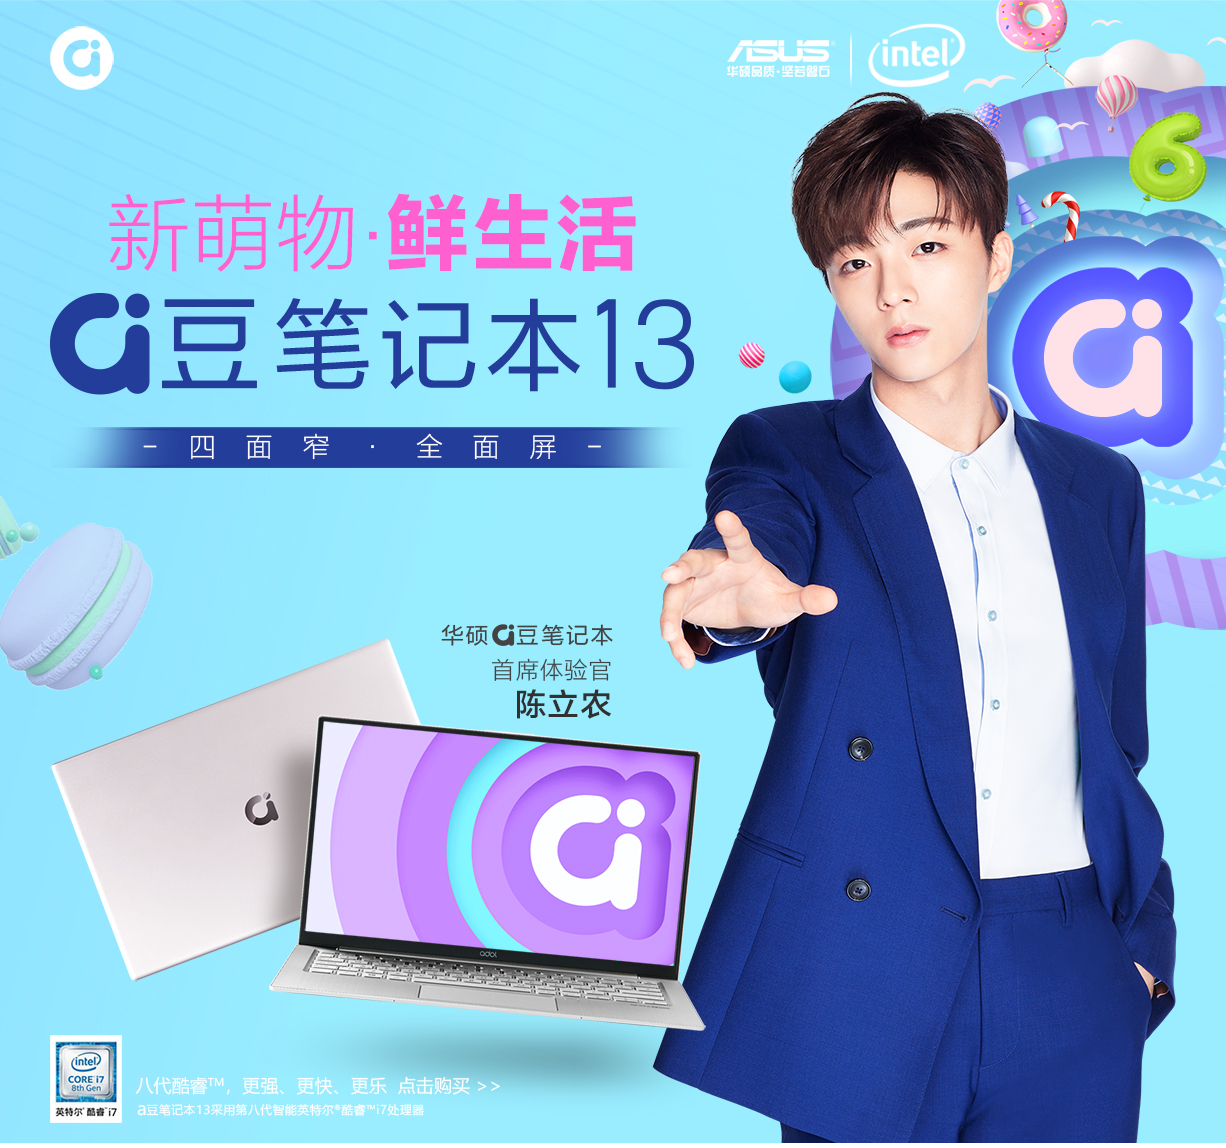 ai
ASUS
华硕品质·坚若磐石
intel
6
新萌物·鲜生活
a豆笔记本13
- 四面窄 · 全面屏 -
华硕a豆笔记本
首席体验官
陈立农
adol
intel
CORE i7
8th Gen
英特尔® 酷睿™ i7
八代酷睿™，更强、更快、更乐 点击购买 >>
a豆笔记本13采用第八代智能英特尔®酷睿™i7处理器